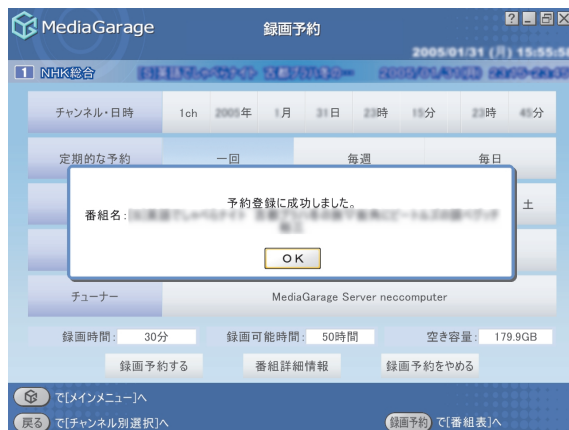 MediaGarage
録画予約
2005/01/31 (月) 15:55:5
1 NHK総合
チャンネル・日時 1ch 2005年 1月 31日 23時 15分 23時 45分
定期的な予約 一回 毎週 毎日
土
予約登録に成功しました。
番組名:
OK
チューナー MediaGarage Server neccomputer
録画時間: 30分 録画可能時間: 50時間 空き容量: 179.9GB
録画予約する 番組詳細情報 録画予約をやめる
で[メインメニュー]へ
戻る で[チャンネル別選択]へ 録画予約 で[番組表]へ